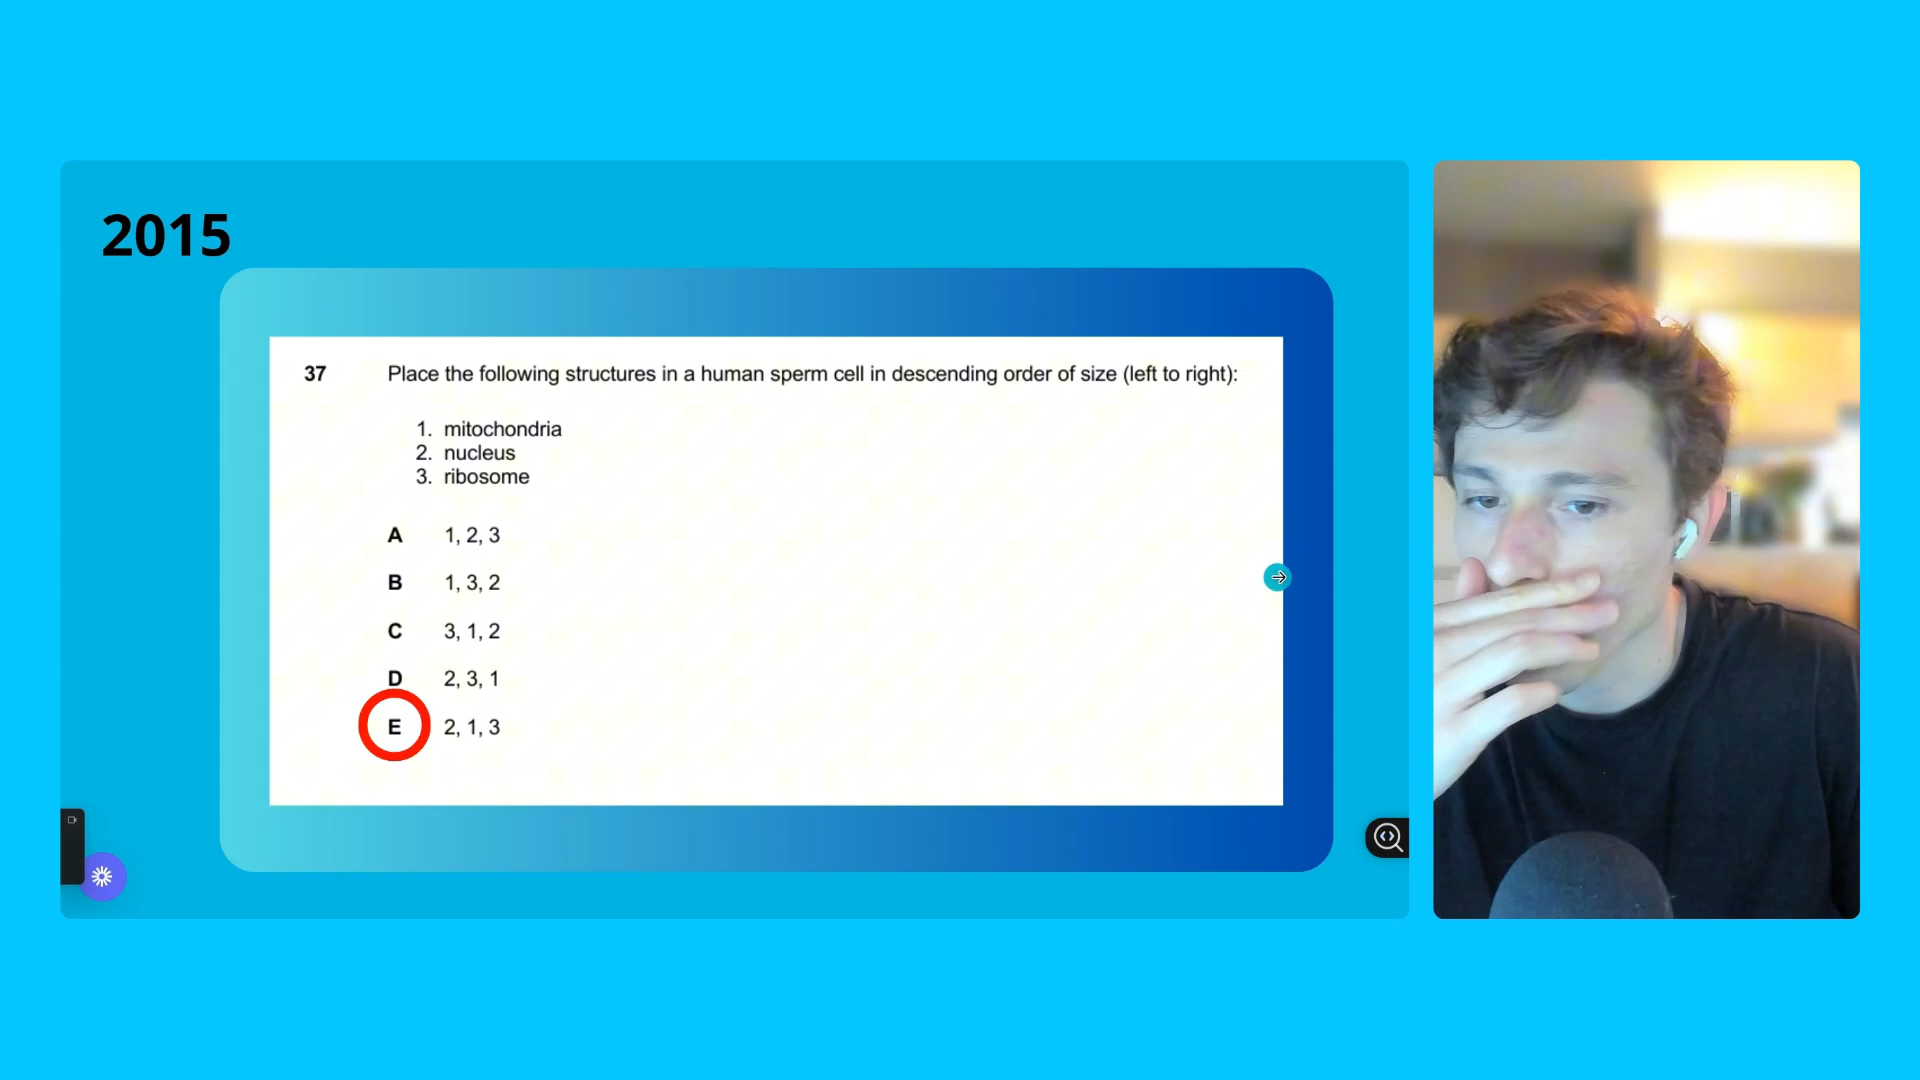 2015
37 Place the following structures in a human sperm cell in descending order of size (left to right):
1. mitochondria
2. nucleus
3. ribosome
A 1, 2, 3
B 1, 3, 2
C 3, 1, 2
D 2, 3, 1
E 2, 1, 3